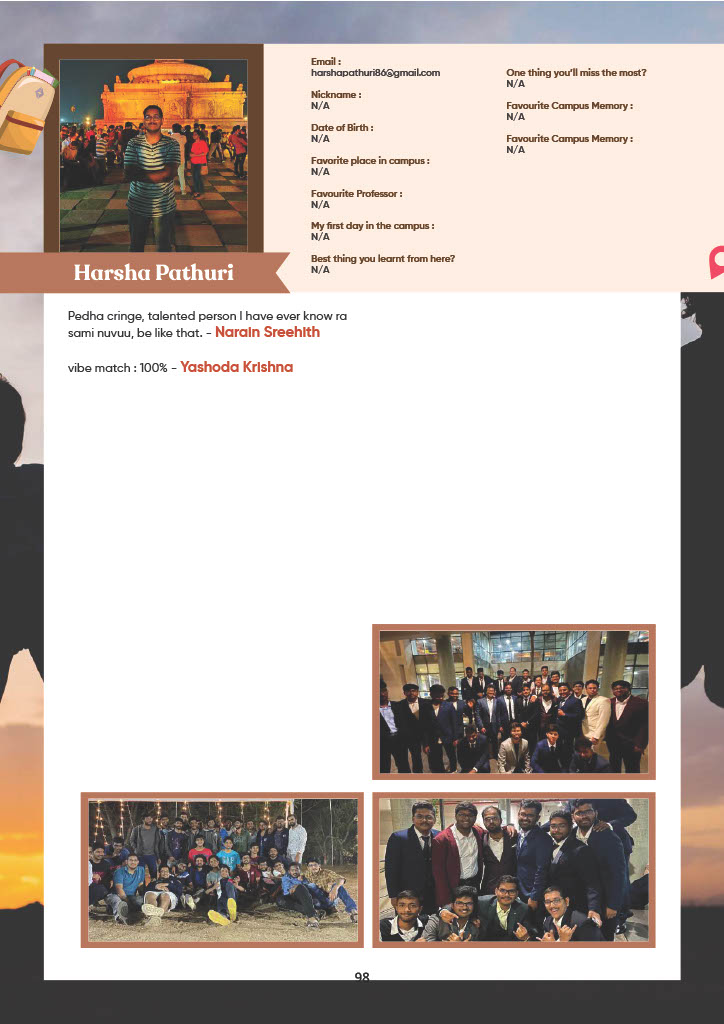 Email :
harshapathuri86@gmail.com
Nickname :
N/A
Date of Birth :
N/A
Favorite place in campus :
N/A
Favourite Professor :
N/A
My first day in the campus :
N/A
Best thing you learnt from here?
N/A
One thing you'll miss the most?
N/A
Favourite Campus Memory :
N/A
Favourite Campus Memory :
N/A
Harsha Pathuri
Pedha cringe, talented person I have ever know ra
sami nuvuu, be like that. - Narain Sreehith
vibe match : 100% - Yashoda Krishna
98